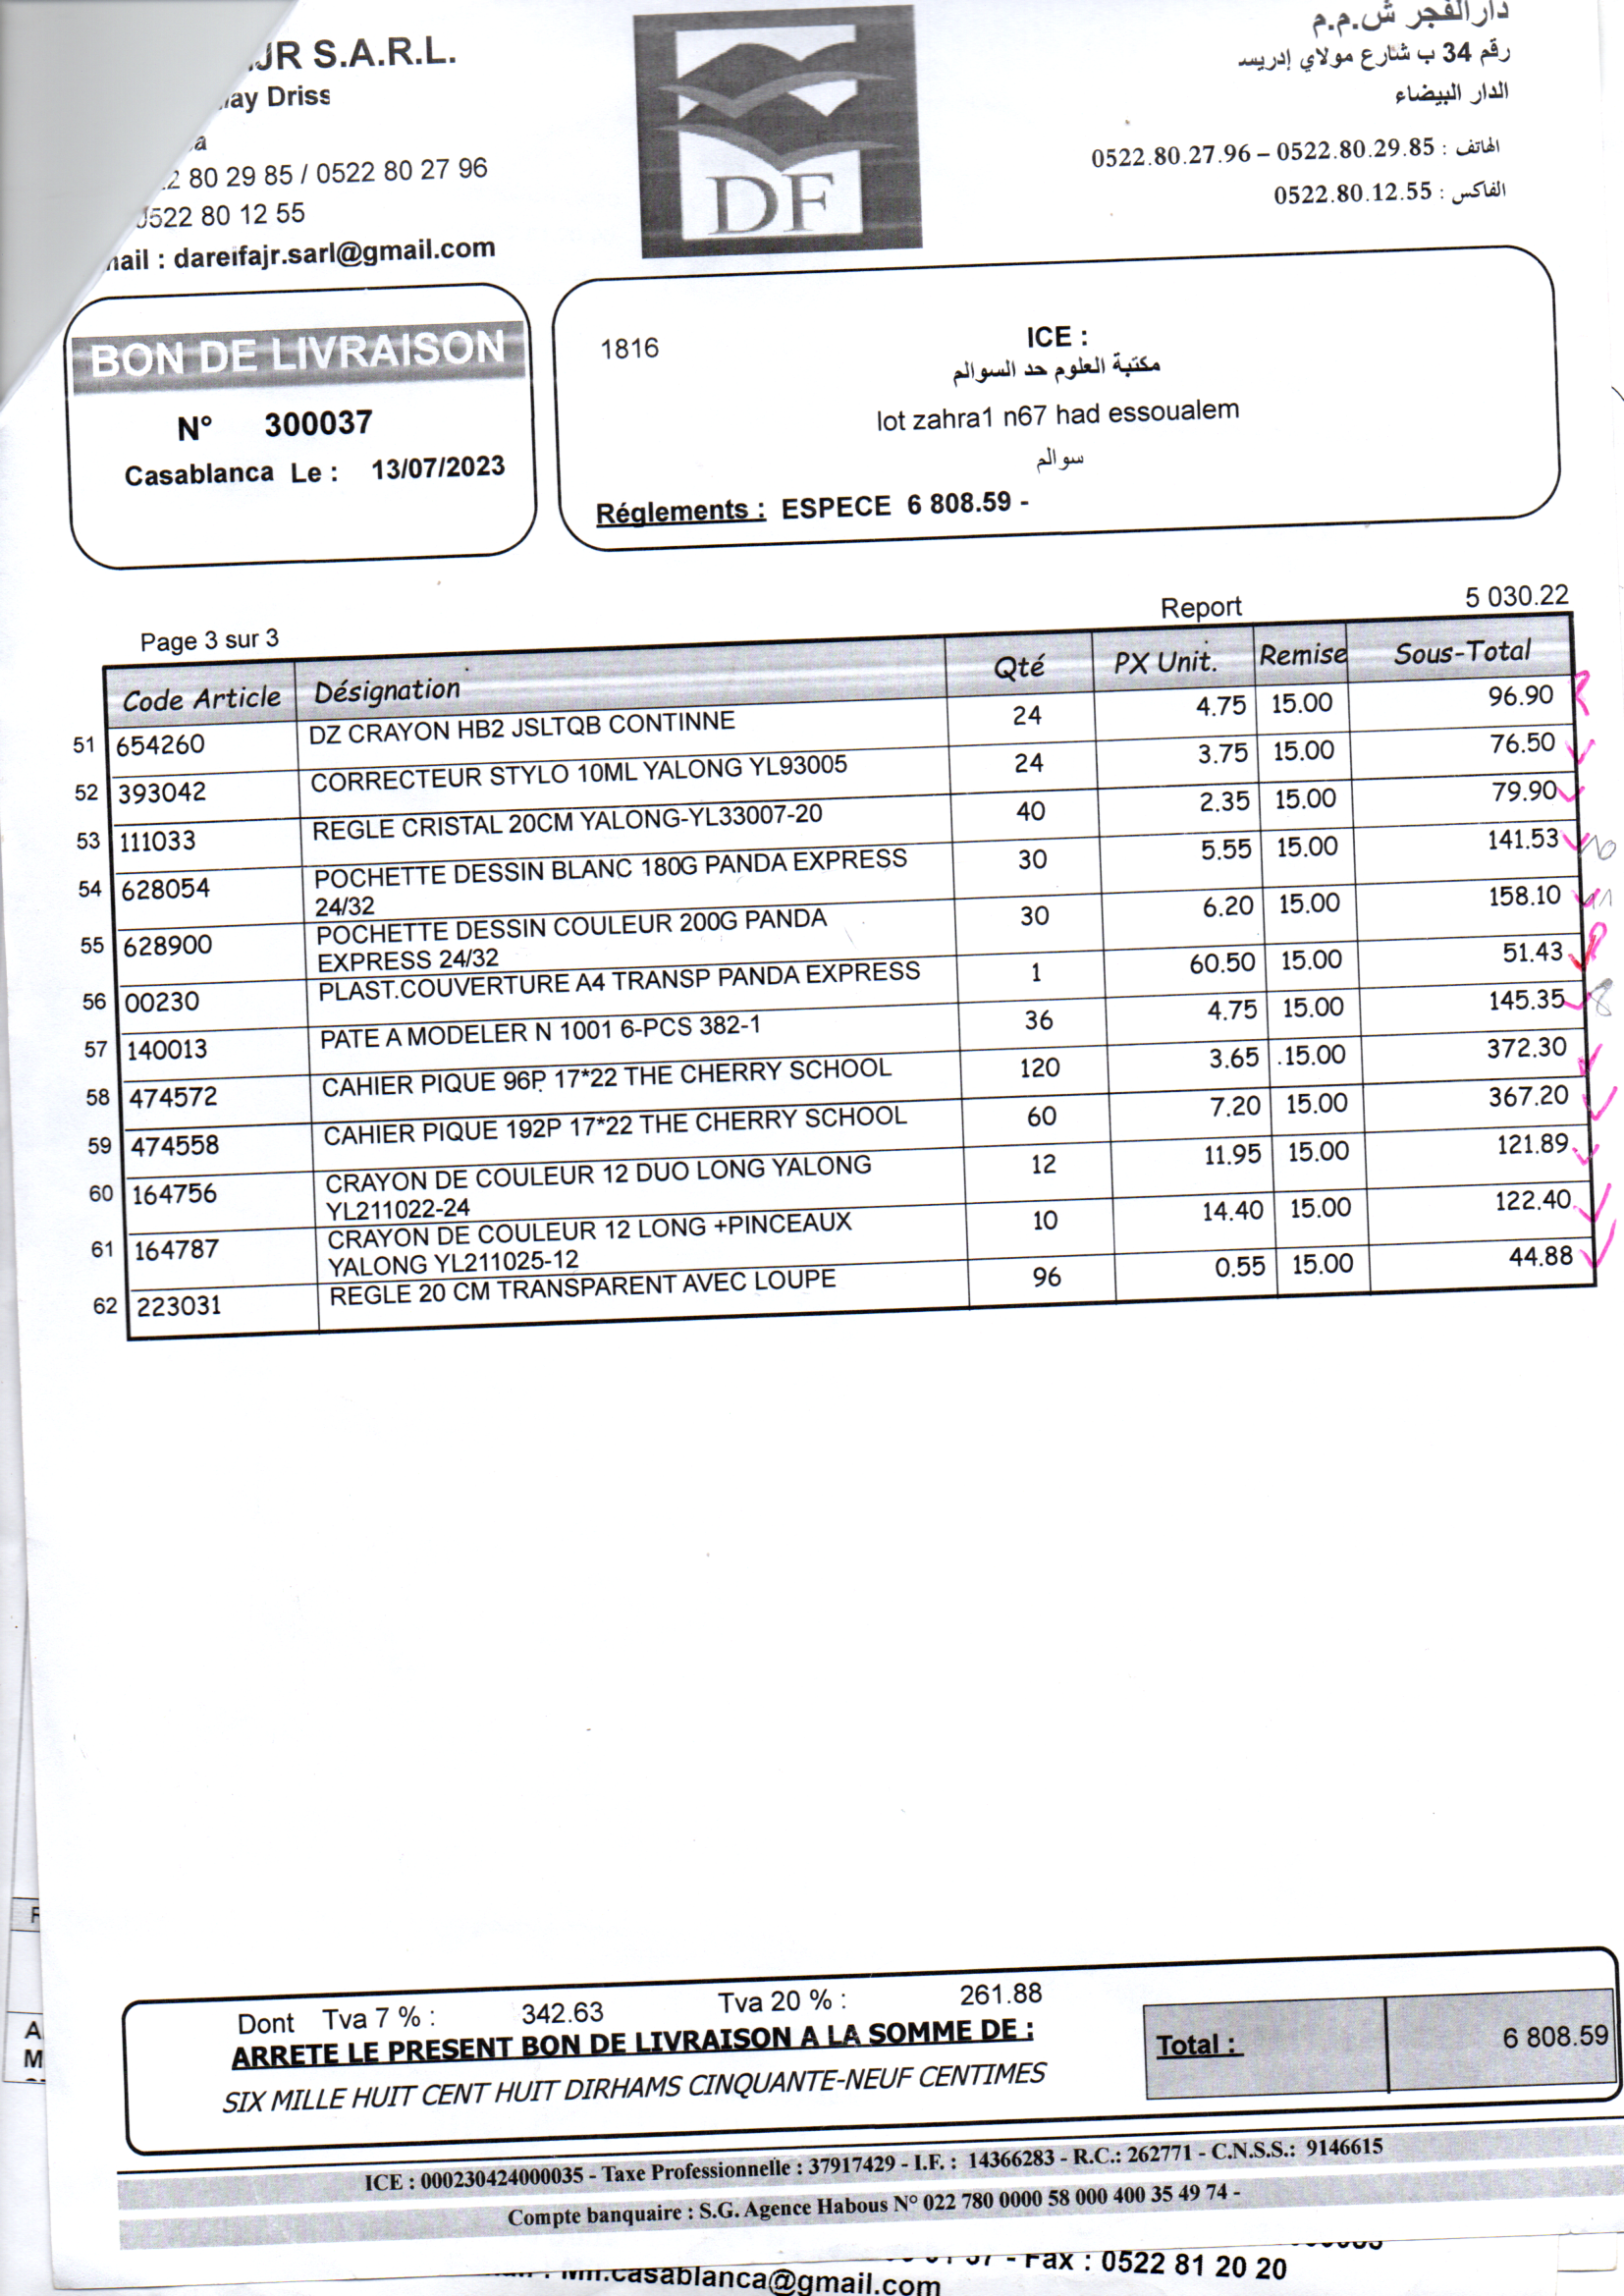 JR S.A.R.L.
ay Driss
a
2 80 29 85 / 0522 80 27 96
0522 80 12 55
mail : darelfajr.sarl@gmail.com
DF
دار الفجر ش.م.م
رقم 34 ب شارع مولاي إدريس
الدار البيضاء
الهاتف : 0522.80.27.96 – 0522.80.29.85
الفاكس : 0522.80.12.55
BON DE LIVRAISON
N° 300037
Casablanca Le : 13/07/2023
1816
ICE :
مكتبة العلوم حد السوالم
lot zahra1 n67 had essoualem
سوالم
Réglements : ESPECE 6 808.59 -
Page 3 sur 3
Report 5 030.22
Code Article Désignation Qté PX Unit. Remise Sous-Total
51 654260 DZ CRAYON HB2 JSLTQB CONTINNE 24 4.75 15.00 96.90
52 393042 CORRECTEUR STYLO 10ML YALONG YL93005 24 3.75 15.00 76.50
53 111033 REGLE CRISTAL 20CM YALONG-YL33007-20 40 2.35 15.00 79.90
54 628054 POCHETTE DESSIN BLANC 180G PANDA EXPRESS 30 5.55 15.00 141.53 10
24/32
55 628900 POCHETTE DESSIN COULEUR 200G PANDA 30 6.20 15.00 158.10 11
EXPRESS 24/32
56 00230 PLAST.COUVERTURE A4 TRANSP PANDA EXPRESS 1 60.50 15.00 51.43
57 140013 PATE A MODELER N 1001 6-PCS 382-1 36 4.75 15.00 145.35 8
58 474572 CAHIER PIQUE 96P 17*22 THE CHERRY SCHOOL 120 3.65 15.00 372.30
59 474558 CAHIER PIQUE 192P 17*22 THE CHERRY SCHOOL 60 7.20 15.00 367.20
60 164756 CRAYON DE COULEUR 12 DUO LONG YALONG 12 11.95 15.00 121.89
YL211022-24
61 164787 CRAYON DE COULEUR 12 LONG +PINCEAUX 10 14.40 15.00 122.40
YALONG YL211025-12
62 223031 REGLE 20 CM TRANSPARENT AVEC LOUPE 96 0.55 15.00 44.88
Dont Tva 7 % : 342.63 Tva 20 % : 261.88
ARRETE LE PRESENT BON DE LIVRAISON A LA SOMME DE :
SIX MILLE HUIT CENT HUIT DIRHAMS CINQUANTE-NEUF CENTIMES
Total : 6 808.59
ICE : 000230424000035 - Taxe Professionnelle : 37917429 - I.F. : 14366283 - R.C.: 262771 - C.N.S.S.: 9146615
Compte banquaire : S.G. Agence Habous N° 022 780 0000 58 000 400 35 49 74 -
- Fax : 0522 81 20 20
.casablanca@gmail.com